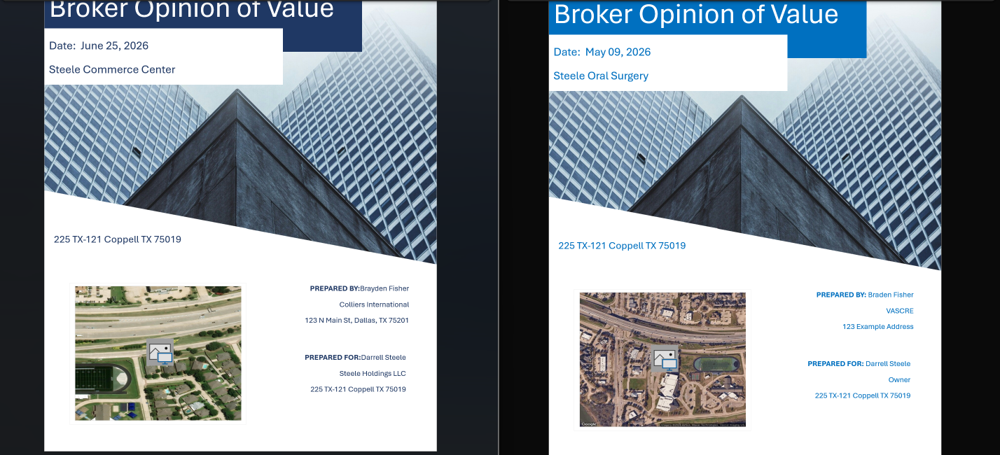 Broker Opinion of Value
Date: June 25, 2026
Steele Commerce Center
225 TX-121 Coppell TX 75019
PREPARED BY:Brayden Fisher
Colliers International
123 N Main St, Dallas, TX 75201
PREPARED FOR:Darrell Steele
Steele Holdings LLC
225 TX-121 Coppell TX 75019
Broker Opinion of Value
Date: May 09, 2026
Steele Oral Surgery
225 TX-121 Coppell TX 75019
PREPARED BY: Braden Fisher
VASCRE
123 Example Address
PREPARED FOR: Darrell Steele
Owner
225 TX-121 Coppell TX 75019
Google